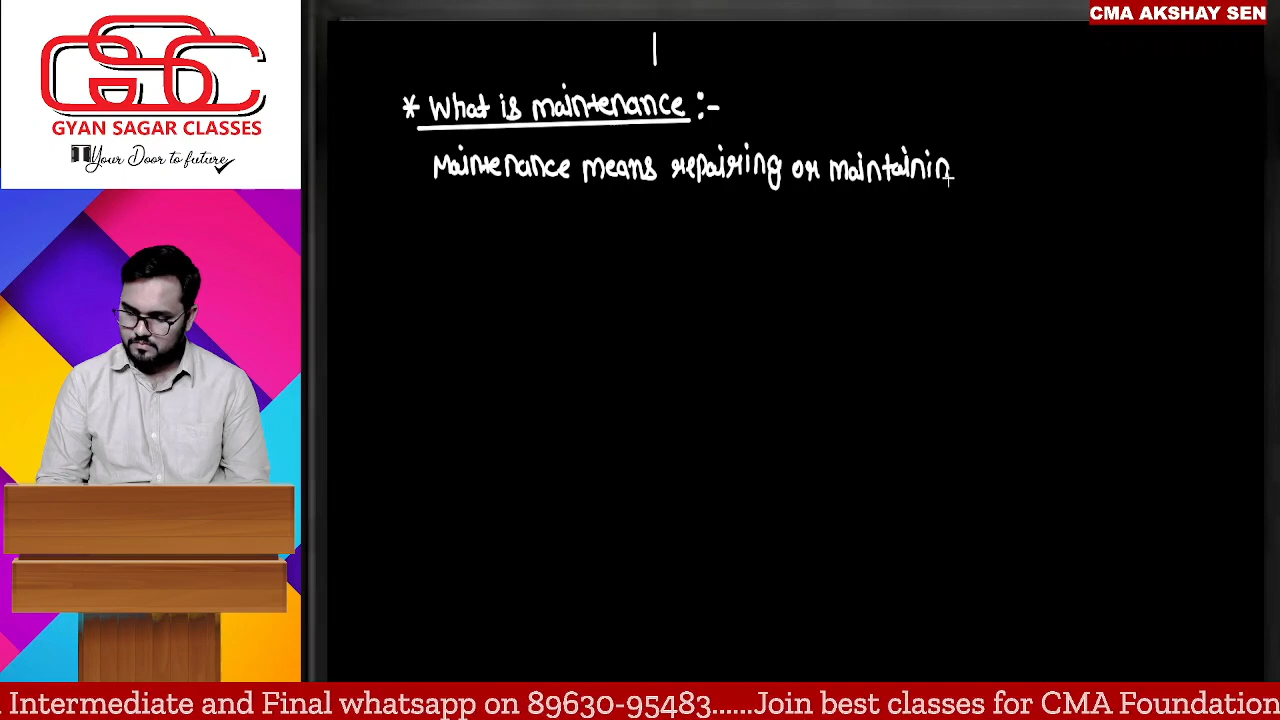 CMA AKSHAY SEN
GSC
GYAN SAGAR CLASSES
Your Door to future
* What is maintenance :-
Maintenance means repairing or maintainin
Intermediate and Final whatsapp on 89630-95483......Join best classes for CMA Foundation